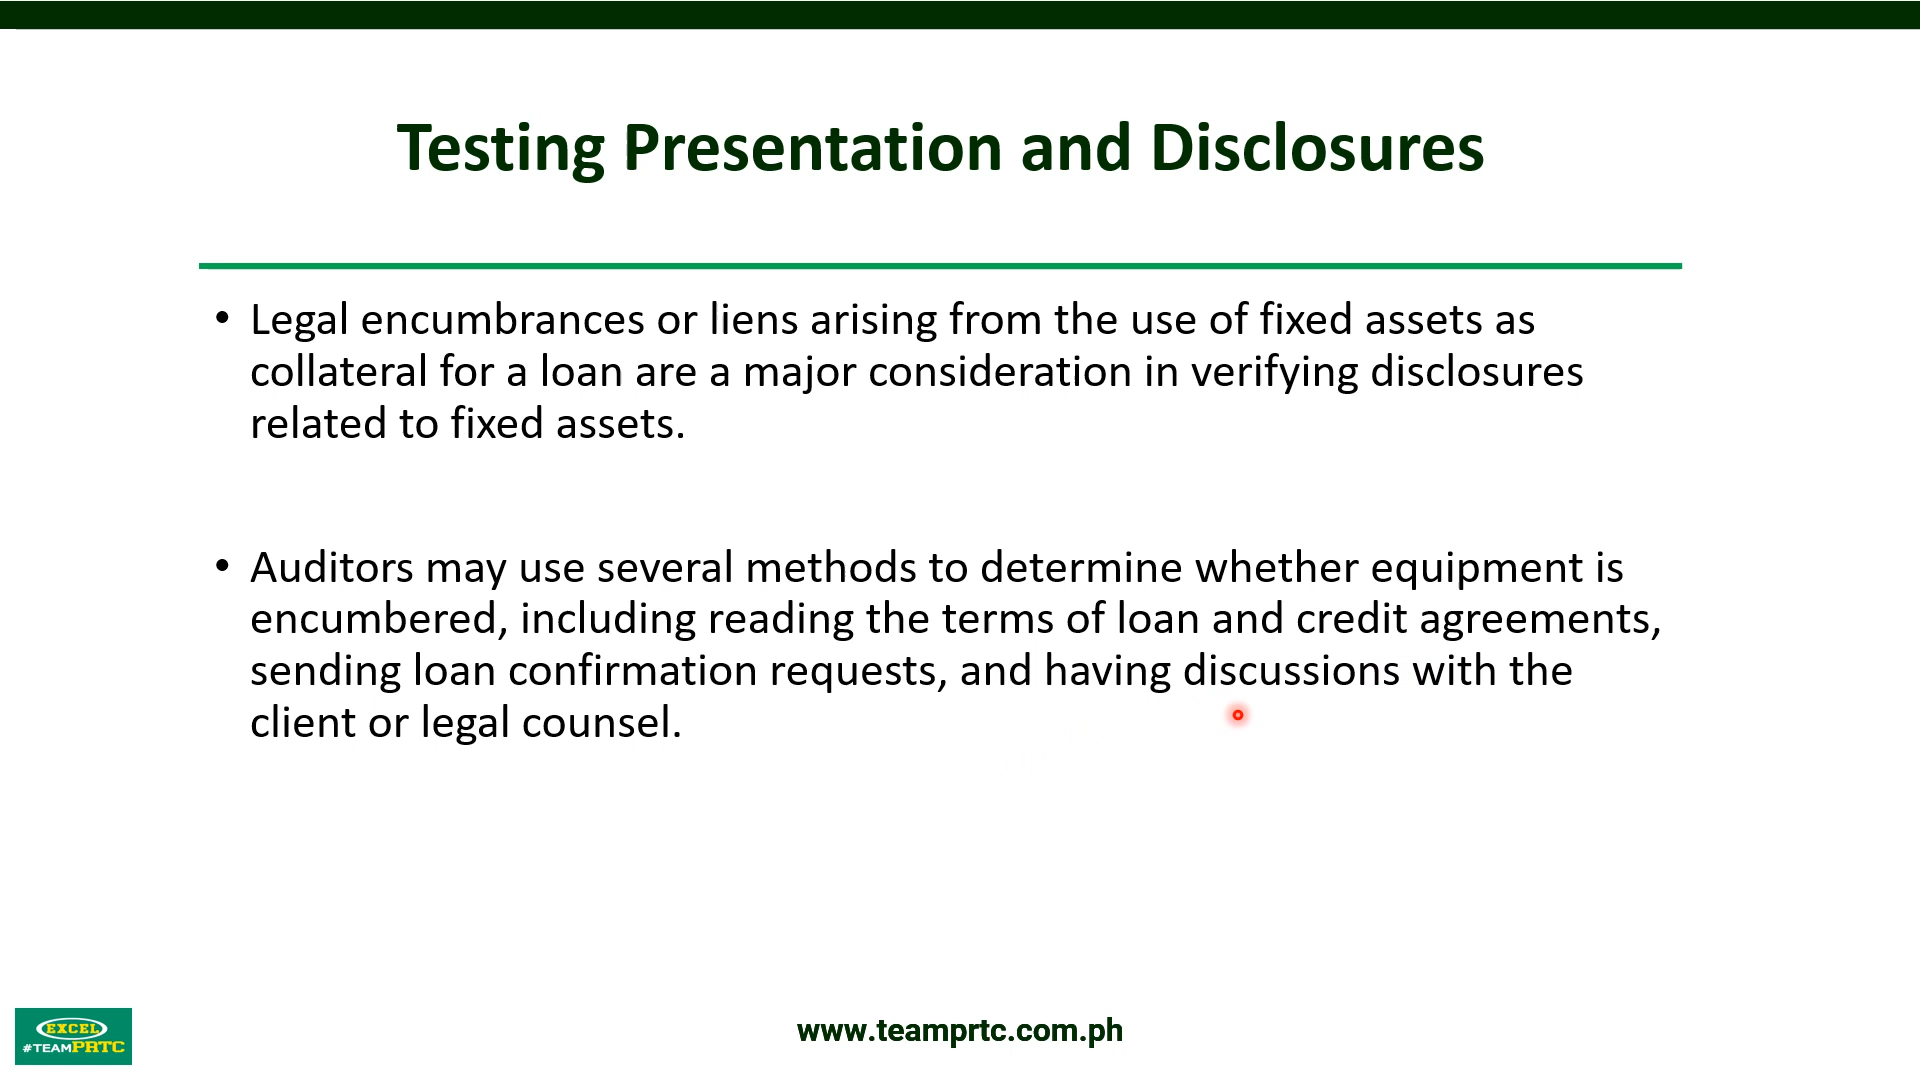 Testing Presentation and Disclosures
• Legal encumbrances or liens arising from the use of fixed assets as
collateral for a loan are a major consideration in verifying disclosures
related to fixed assets.
• Auditors may use several methods to determine whether equipment is
encumbered, including reading the terms of loan and credit agreements,
sending loan confirmation requests, and having discussions with the
client or legal counsel.
EXCEL
#TEAMPRTC
www.teamprtc.com.ph